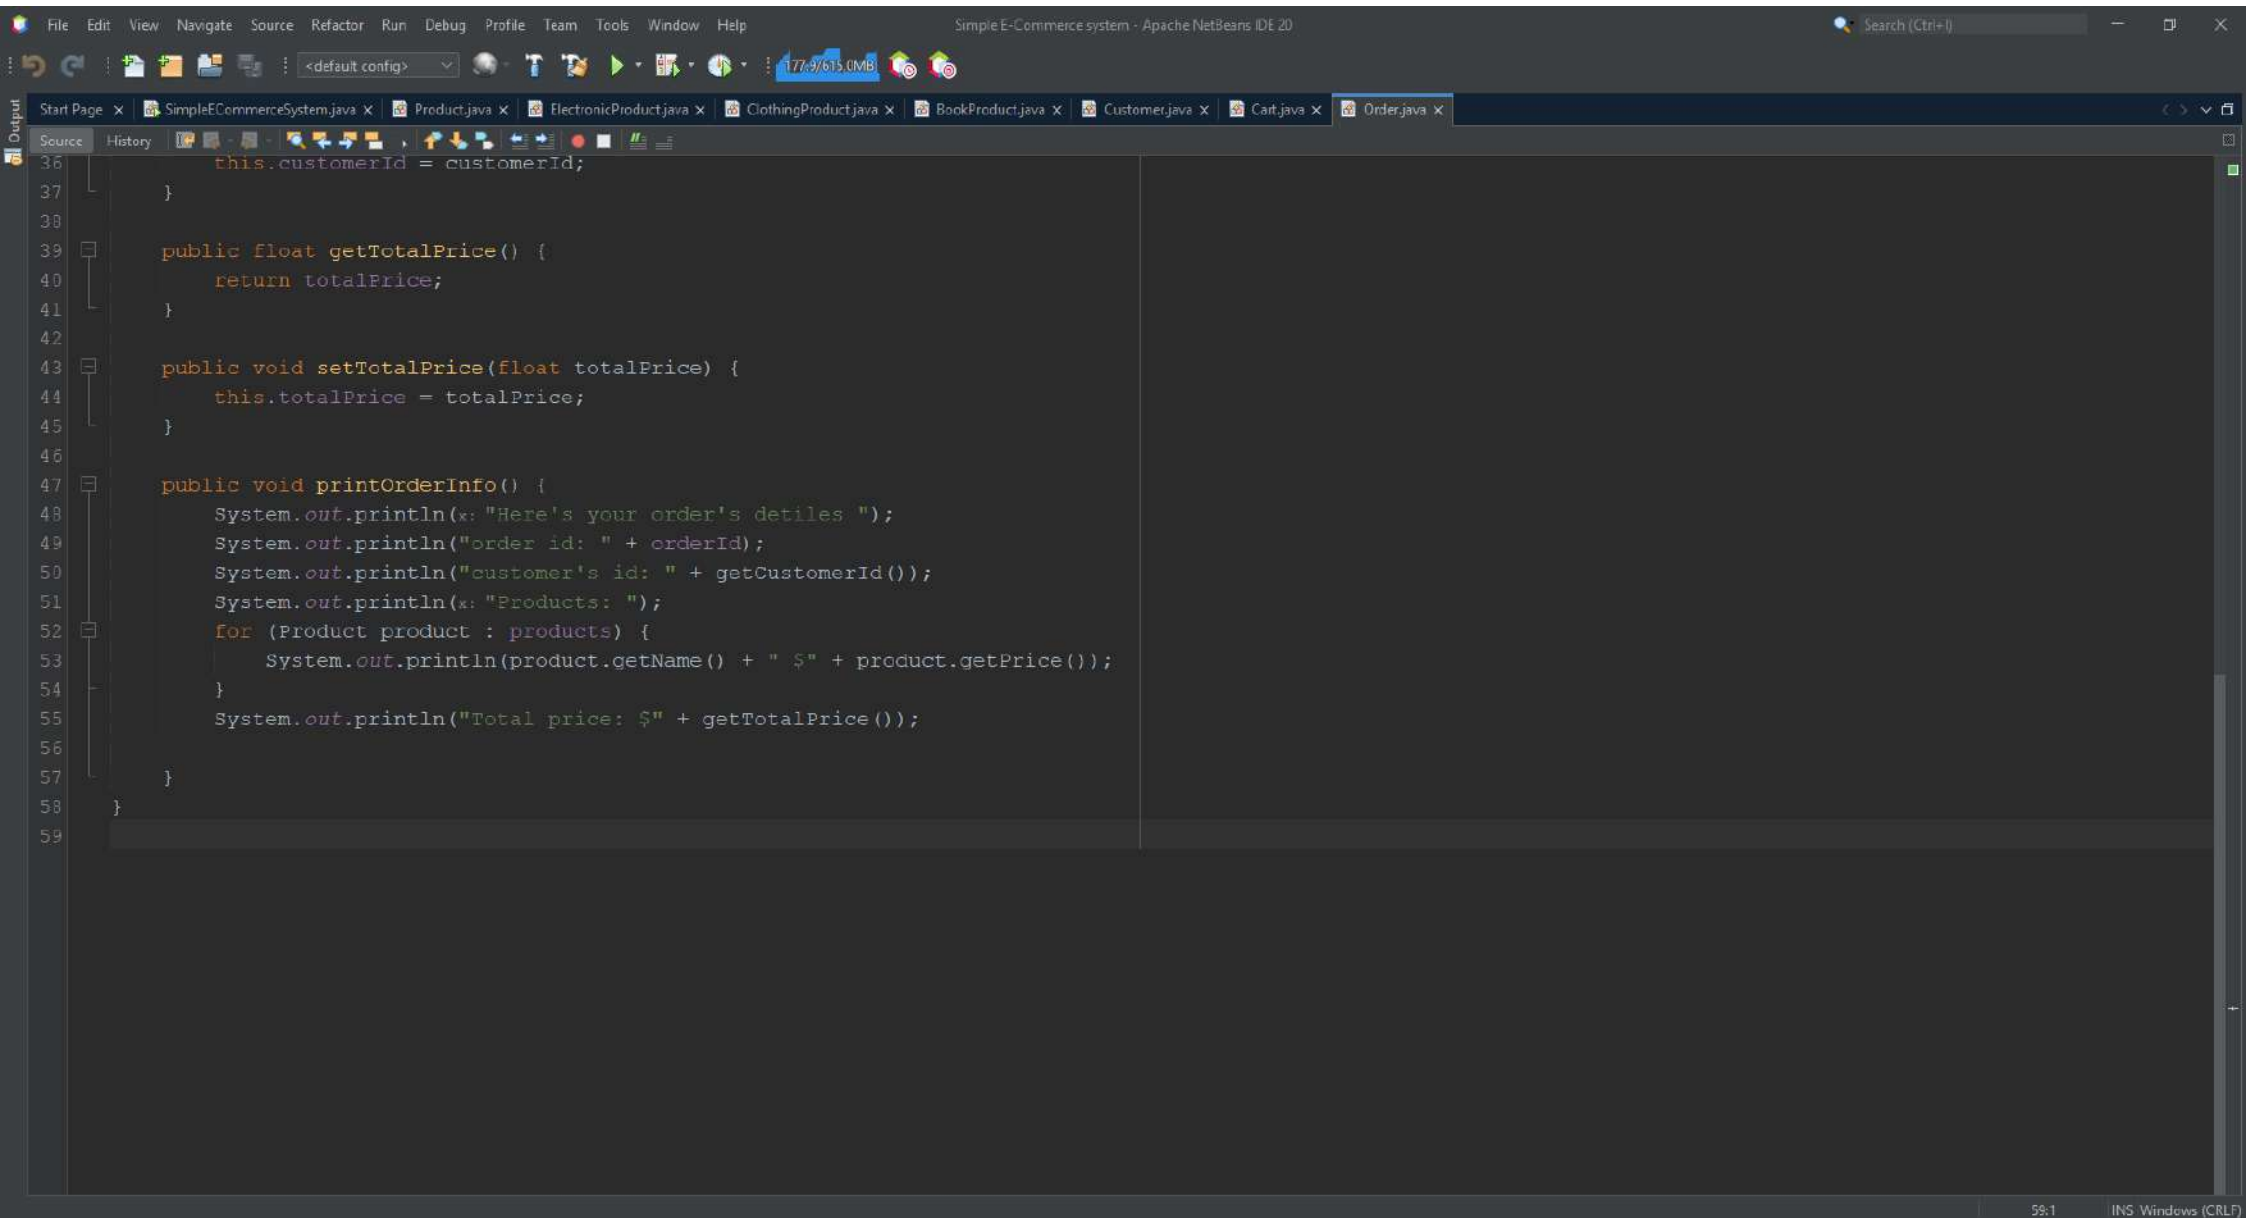 File Edit View Navigate Source Refactor Run Debug Profile Team Tools Window Help Simple E-Commerce system - Apache NetBeans IDE 20 Search (Ctrl+I)
<default config> 177.9/615.0MB
Output
Start Page SimpleECommerceSystem.java Product.java ElectronicProduct.java ClothingProduct.java BookProduct.java Customer.java Cart.java Order.java
Source History
36 this.customerId = customerId;
37 }
38
39 public float getTotalPrice() {
40 return totalPrice;
41 }
42
43 public void setTotalPrice(float totalPrice) {
44 this.totalPrice = totalPrice;
45 }
46
47 public void printOrderInfo() {
48 System.out.println(x: "Here's your order's detiles ");
49 System.out.println("order id: " + orderId);
50 System.out.println("customer's id: " + getCustomerId());
51 System.out.println(x: "Products: ");
52 for (Product product : products) {
53 System.out.println(product.getName() + " $" + product.getPrice());
54 }
55 System.out.println("Total price: $" + getTotalPrice());
56
57 }
58 }
59
59:1 INS Windows (CRLF)